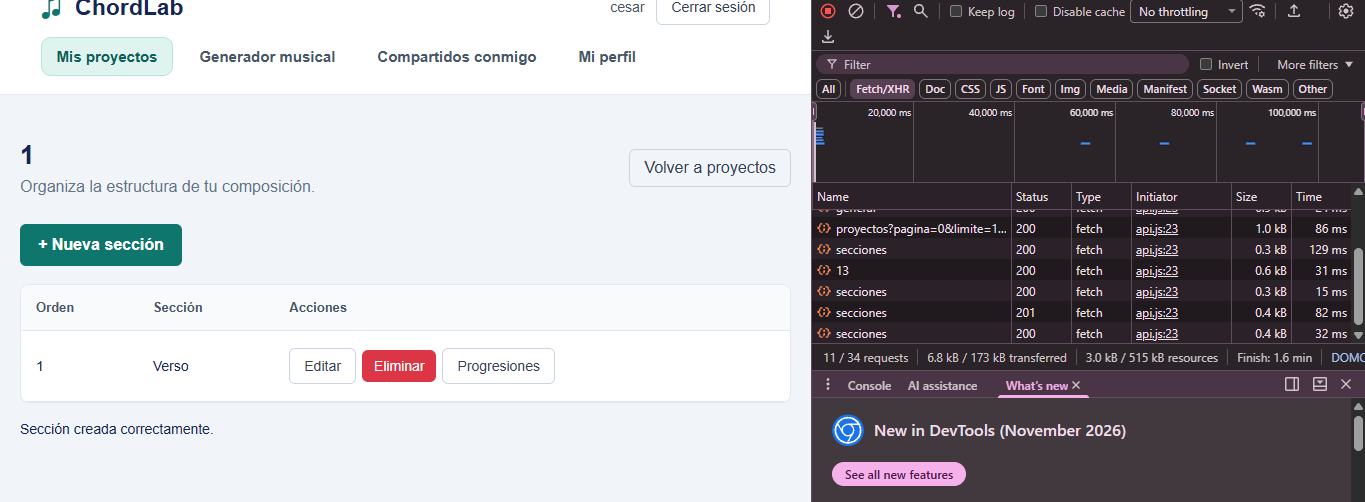 ChordLab
cesar
Cerrar sesión
Mis proyectos
Generador musical
Compartidos conmigo
Mi perfil
1
Organiza la estructura de tu composición.
Volver a proyectos
+ Nueva sección
Orden Sección Acciones
1 Verso Editar Eliminar Progresiones
Sección creada correctamente.
Keep log Disable cache No throttling
Filter Invert More filters
All Fetch/XHR Doc CSS JS Font Img Media Manifest Socket Wasm Other
20,000 ms 40,000 ms 60,000 ms 80,000 ms 100,000 ms
Name Status Type Initiator Size Time
proyectos?pagina=0&limite=1... 200 fetch api.js:23 1.0 kB 86 ms
secciones 200 fetch api.js:23 0.3 kB 129 ms
13 200 fetch api.js:23 0.6 kB 31 ms
secciones 200 fetch api.js:23 0.3 kB 15 ms
secciones 201 fetch api.js:23 0.4 kB 82 ms
secciones 200 fetch api.js:23 0.4 kB 32 ms
11 / 34 requests 6.8 kB / 173 kB transferred 3.0 kB / 515 kB resources Finish: 1.6 min DOMC
Console AI assistance What's new
New in DevTools (November 2026)
See all new features